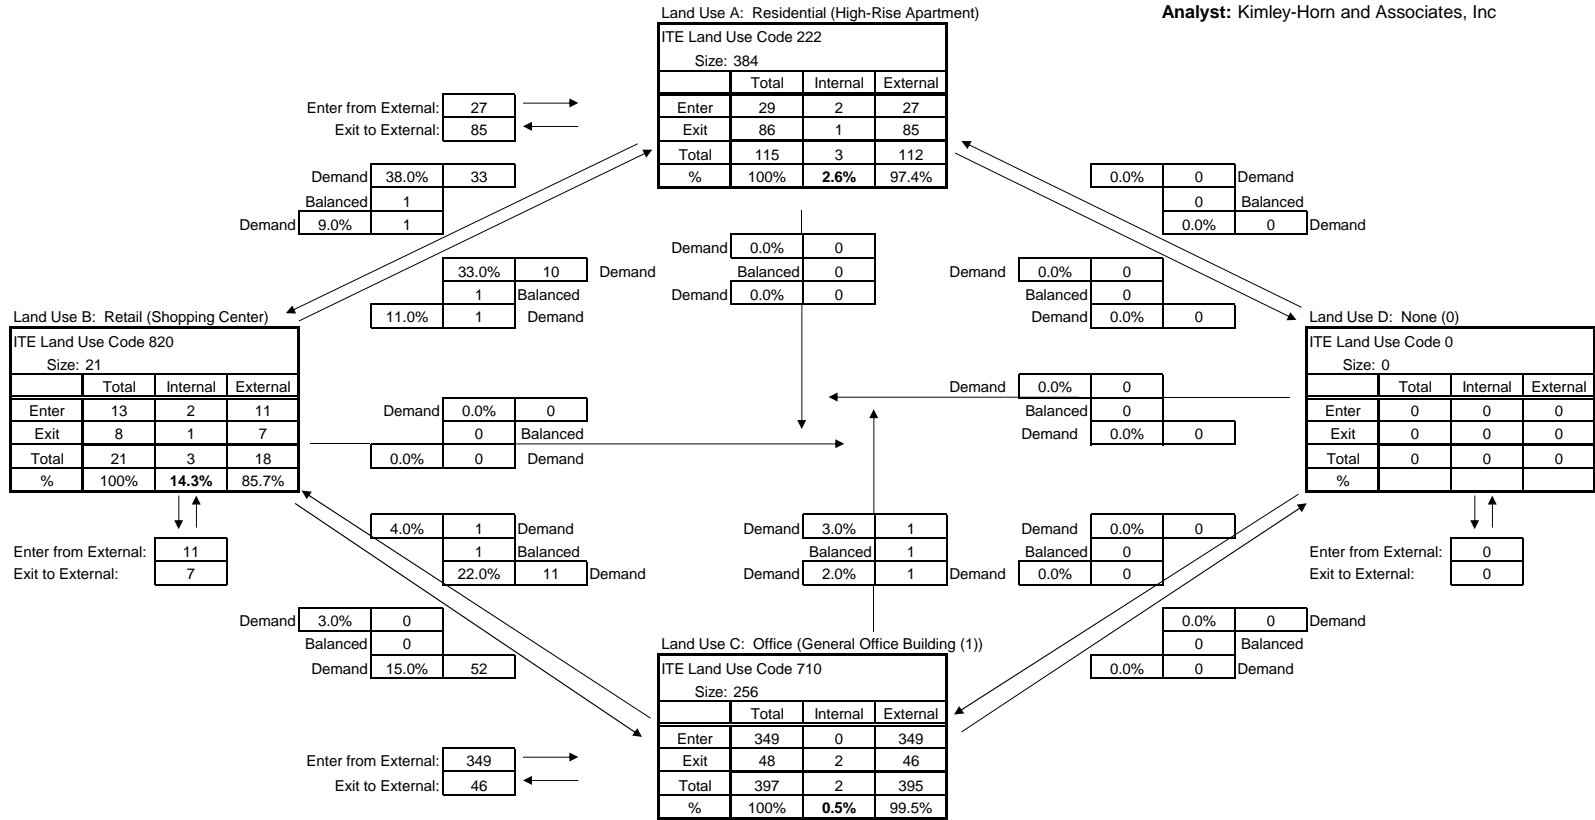 Land Use A: Residential (High-Rise Apartment)
Analyst: Kimley-Horn and Associates, Inc
ITE Land Use Code 222
Size: 384
Total Internal External
Enter 29 2 27
Exit 86 1 85
Total 115 3 112
% 100% 2.6% 97.4%
Enter from External: 27
Exit to External: 85
Demand 38.0% 33
Balanced 1
Demand 9.0% 1
0.0% 0 Demand
0 Balanced
0.0% 0 Demand
Demand 0.0% 0
Balanced 0
Demand 0.0% 0
33.0% 10 Demand
1 Balanced
11.0% 1 Demand
Demand 0.0% 0
Balanced 0
Demand 0.0% 0
Land Use B: Retail (Shopping Center)
ITE Land Use Code 820
Size: 21
Total Internal External
Enter 13 2 11
Exit 8 1 7
Total 21 3 18
% 100% 14.3% 85.7%
Land Use D: None (0)
ITE Land Use Code 0
Size: 0
Total Internal External
Enter 0 0 0
Exit 0 0 0
Total 0 0 0
%
Demand 0.0% 0
0 Balanced
0.0% 0 Demand
Demand 0.0% 0
Balanced 0
Demand 0.0% 0
Enter from External: 11
Exit to External: 7
4.0% 1 Demand
1 Balanced
22.0% 11 Demand
Demand 3.0% 1
Balanced 1
Demand 2.0% 1 Demand
Demand 0.0% 0
Balanced 0
0.0% 0
Enter from External: 0
Exit to External: 0
Demand 3.0% 0
Balanced 0
Demand 15.0% 52
0.0% 0 Demand
0 Balanced
0.0% 0 Demand
Land Use C: Office (General Office Building (1))
ITE Land Use Code 710
Size: 256
Total Internal External
Enter 349 0 349
Exit 48 2 46
Total 397 2 395
% 100% 0.5% 99.5%
Enter from External: 349
Exit to External: 46